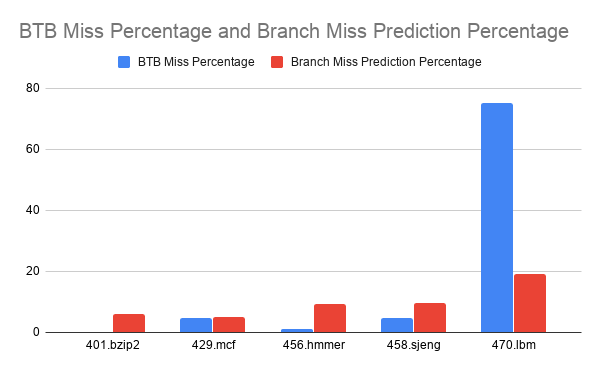 BTB Miss Percentage and Branch Miss Prediction Percentage
BTB Miss Percentage Branch Miss Prediction Percentage
80
60
40
20
0
401.bzip2 429.mcf 456.hmmer 458.sjeng 470.lbm